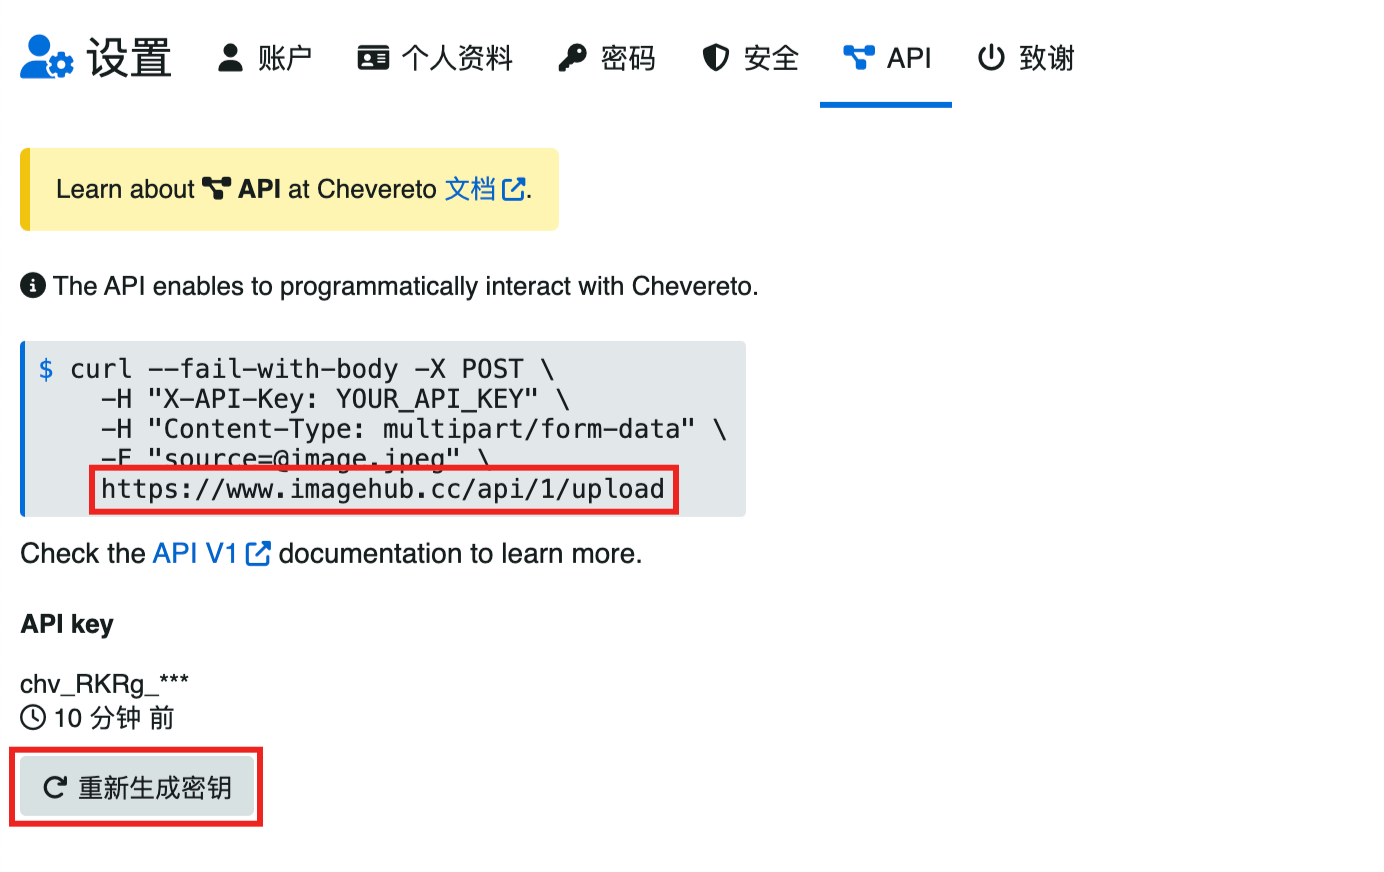 设置 账户 个人资料 密码 安全 API 致谢
Learn about API at Chevereto 文档.
The API enables to programmatically interact with Chevereto.
$ curl --fail-with-body -X POST \
-H "X-API-Key: YOUR_API_KEY" \
-H "Content-Type: multipart/form-data" \
-F "source=@image.jpeg" \
https://www.imagehub.cc/api/1/upload
Check the API V1 documentation to learn more.
API key
chv_RKRg_***
10 分钟 前
重新生成密钥